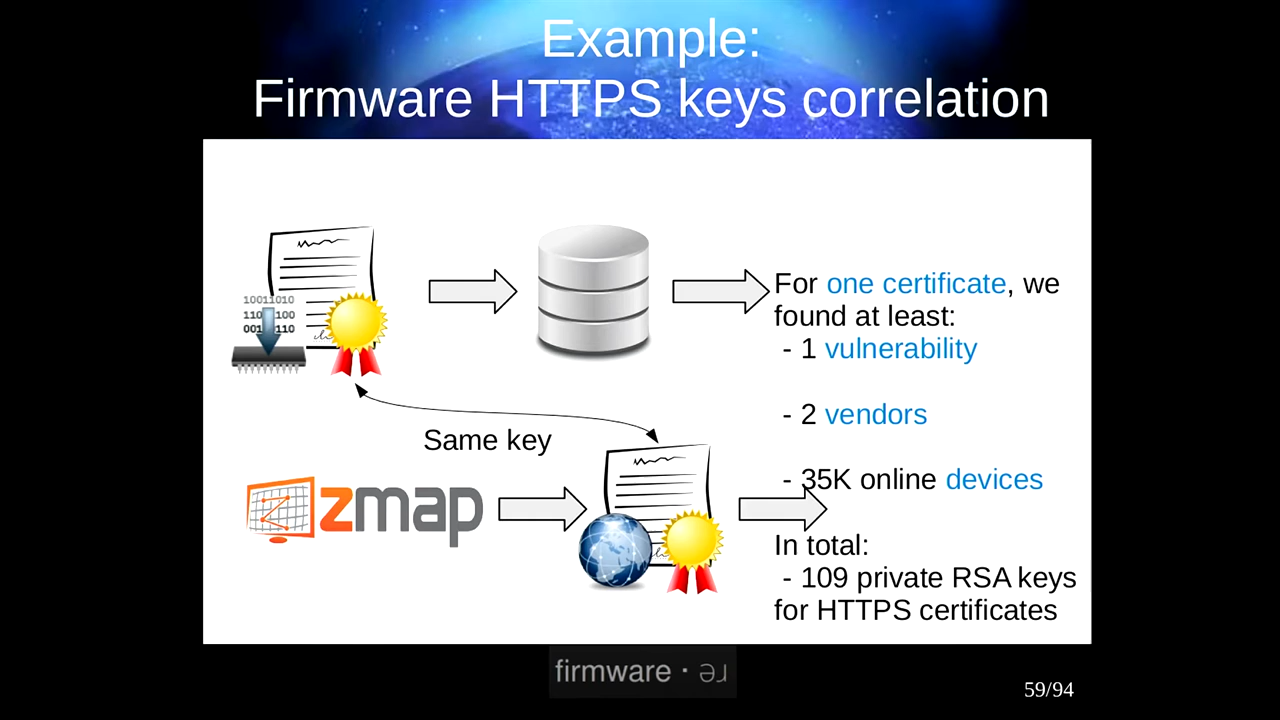 Example:
Firmware HTTPS keys correlation
10011010
110 100
001 110
For one certificate, we
found at least:
- 1 vulnerability
- 2 vendors
- 35K online devices
Same key
zmap
In total:
- 109 private RSA keys
for HTTPS certificates
firmware · ǝɹ
59/94